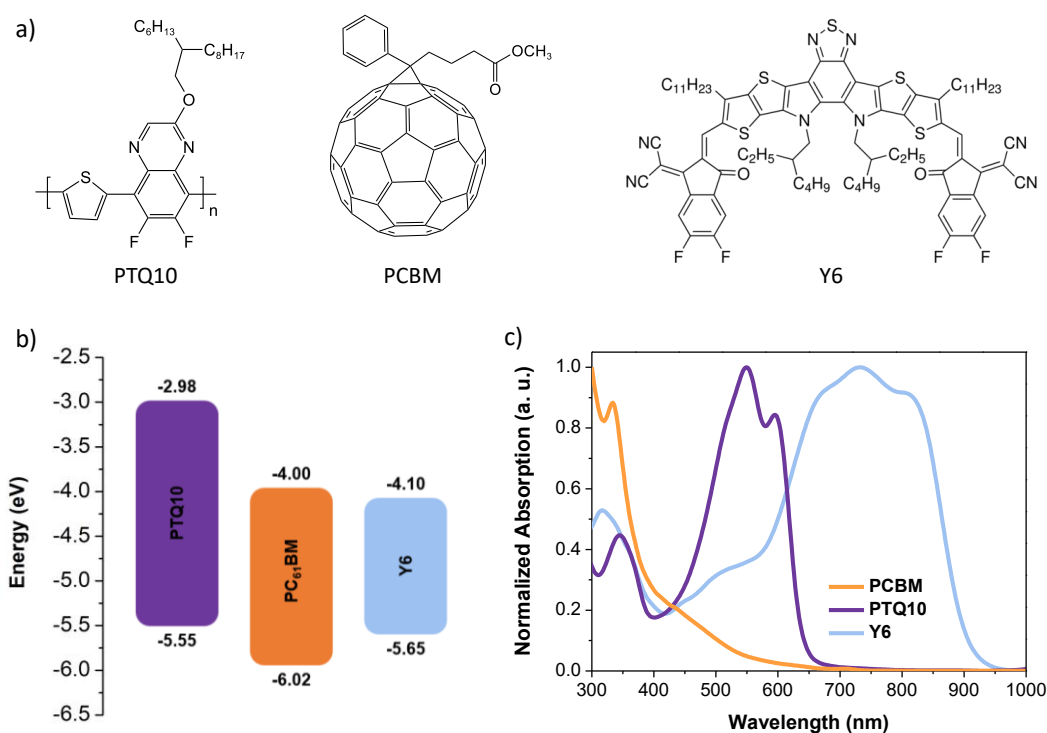 a)
C6H13
C8H17
O
N
N
S
n
F
F
PTQ10
OCH3
O
PCBM
S
N
N
C11H23
S
S
C11H23
S
N
N
S
NC
CN
O
C2H5
C4H9
C2H5
C4H9
O
CN
NC
F
F
F
F
Y6
b)
-2.5
-3.0
-3.5
-4.0
-4.5
-5.0
-5.5
-6.0
-6.5
Energy (eV)
-2.98
PTQ10
-5.55
-4.00
PC61BM
-6.02
-4.10
Y6
-5.65
c)
1.0
0.8
0.6
0.4
0.2
0.0
Normalized Absorption (a. u.)
PCBM
PTQ10
Y6
300 400 500 600 700 800 900 1000
Wavelength (nm)